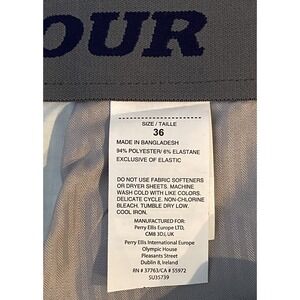 OUR
SIZE / TAILLE
36
MADE IN BANGLADESH
94% POLYESTER/ 6% ELASTANE
EXCLUSIVE OF ELASTIC
DO NOT USE FABRIC SOFTENERS
OR DRYER SHEETS. MACHINE
WASH COLD WITH LIKE COLORS.
DELICATE CYCLE. NON-CHLORINE
BLEACH. TUMBLE DRY LOW.
COOL IRON.
MANUFACTURED FOR:
Perry Ellis Europe LTD,
CM8 3DJ, UK
Perry Ellis International Europe
Olympic House
Pleasants Street
Dublin 8, Ireland
RN # 37763/CA # 55972
SU35739